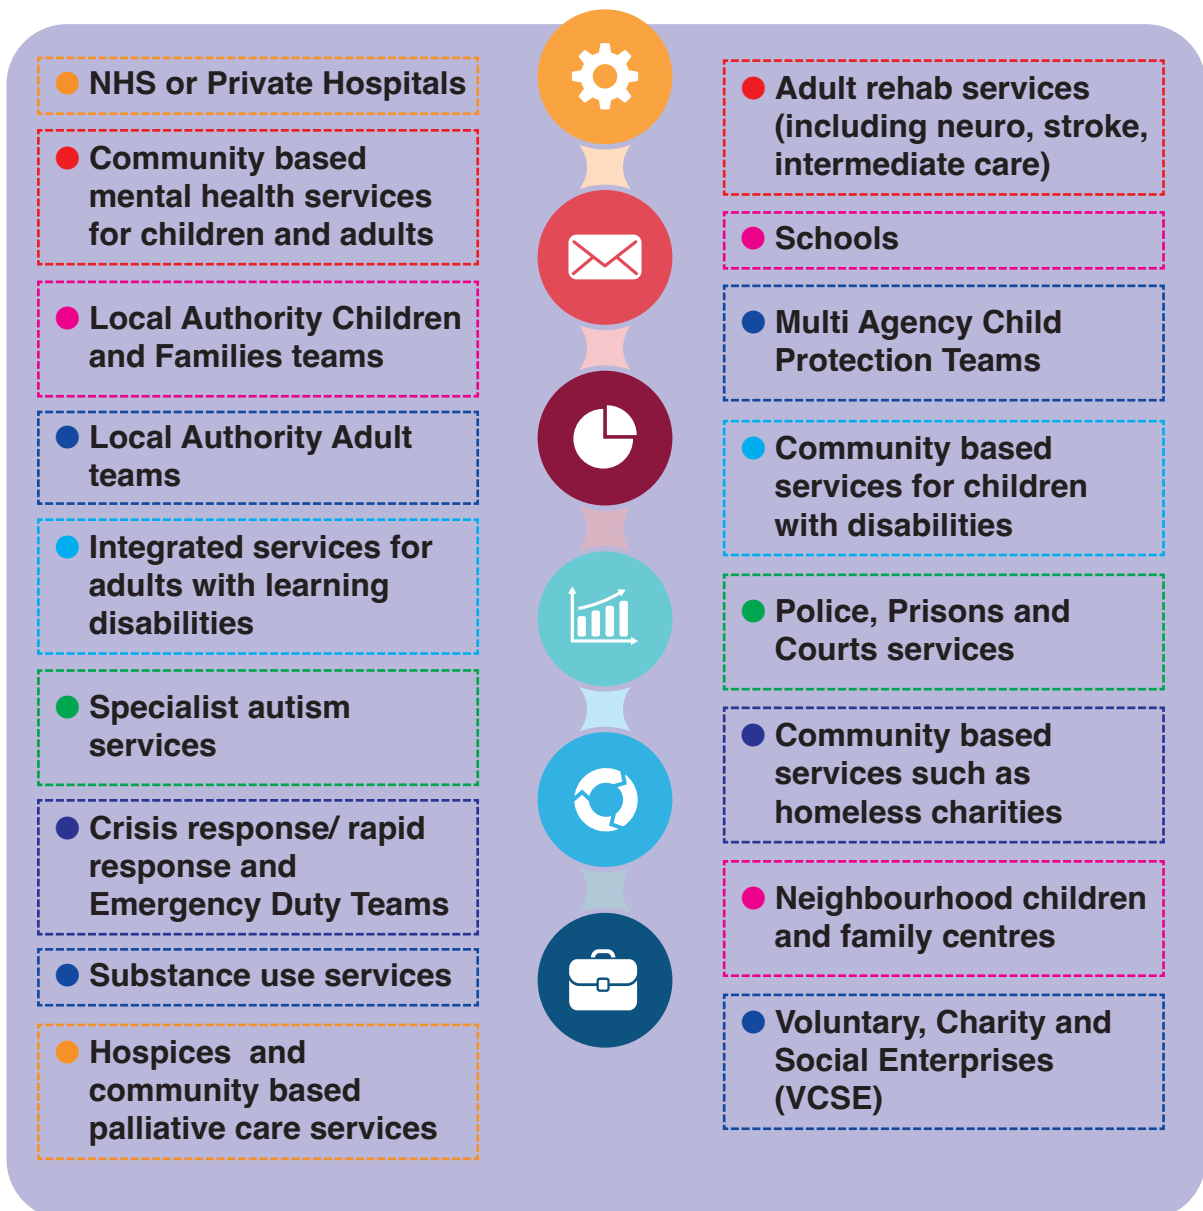 NHS or Private Hospitals
Community based
mental health services
for children and adults
Local Authority Children
and Families teams
Local Authority Adult
teams
Integrated services for
adults with learning
disabilities
Specialist autism
services
Crisis response/ rapid
response and
Emergency Duty Teams
Substance use services
Hospices and
community based
palliative care services
Adult rehab services
(including neuro, stroke,
intermediate care)
Schools
Multi Agency Child
Protection Teams
Community based
services for children
with disabilities
Police, Prisons and
Courts services
Community based
services such as
homeless charities
Neighbourhood children
and family centres
Voluntary, Charity and
Social Enterprises
(VCSE)